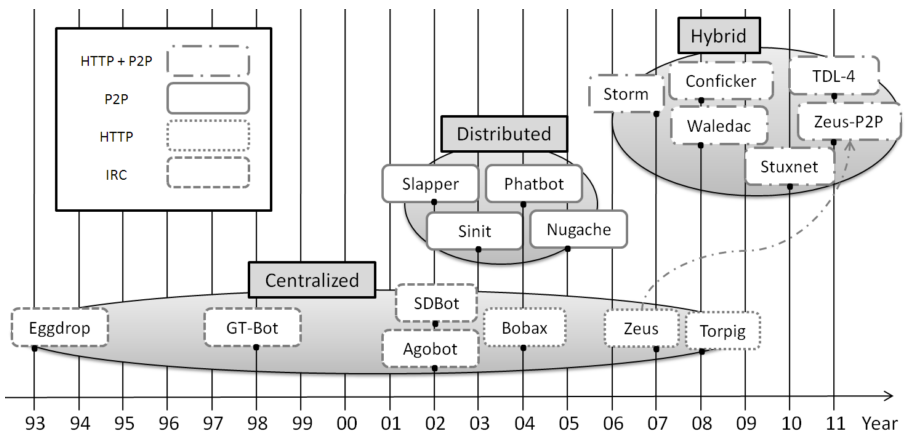 Hybrid
HTTP + P2P
P2P
HTTP
IRC
Storm
Conficker
TDL-4
Waledac
Zeus-P2P
Stuxnet
Distributed
Slapper
Phatbot
Sinit
Nugache
Centralized
Eggdrop
GT-Bot
SDBot
Agobot
Bobax
Zeus
Torpig
93 94 95 96 97 98 99 00 01 02 03 04 05 06 07 08 09 10 11 Year